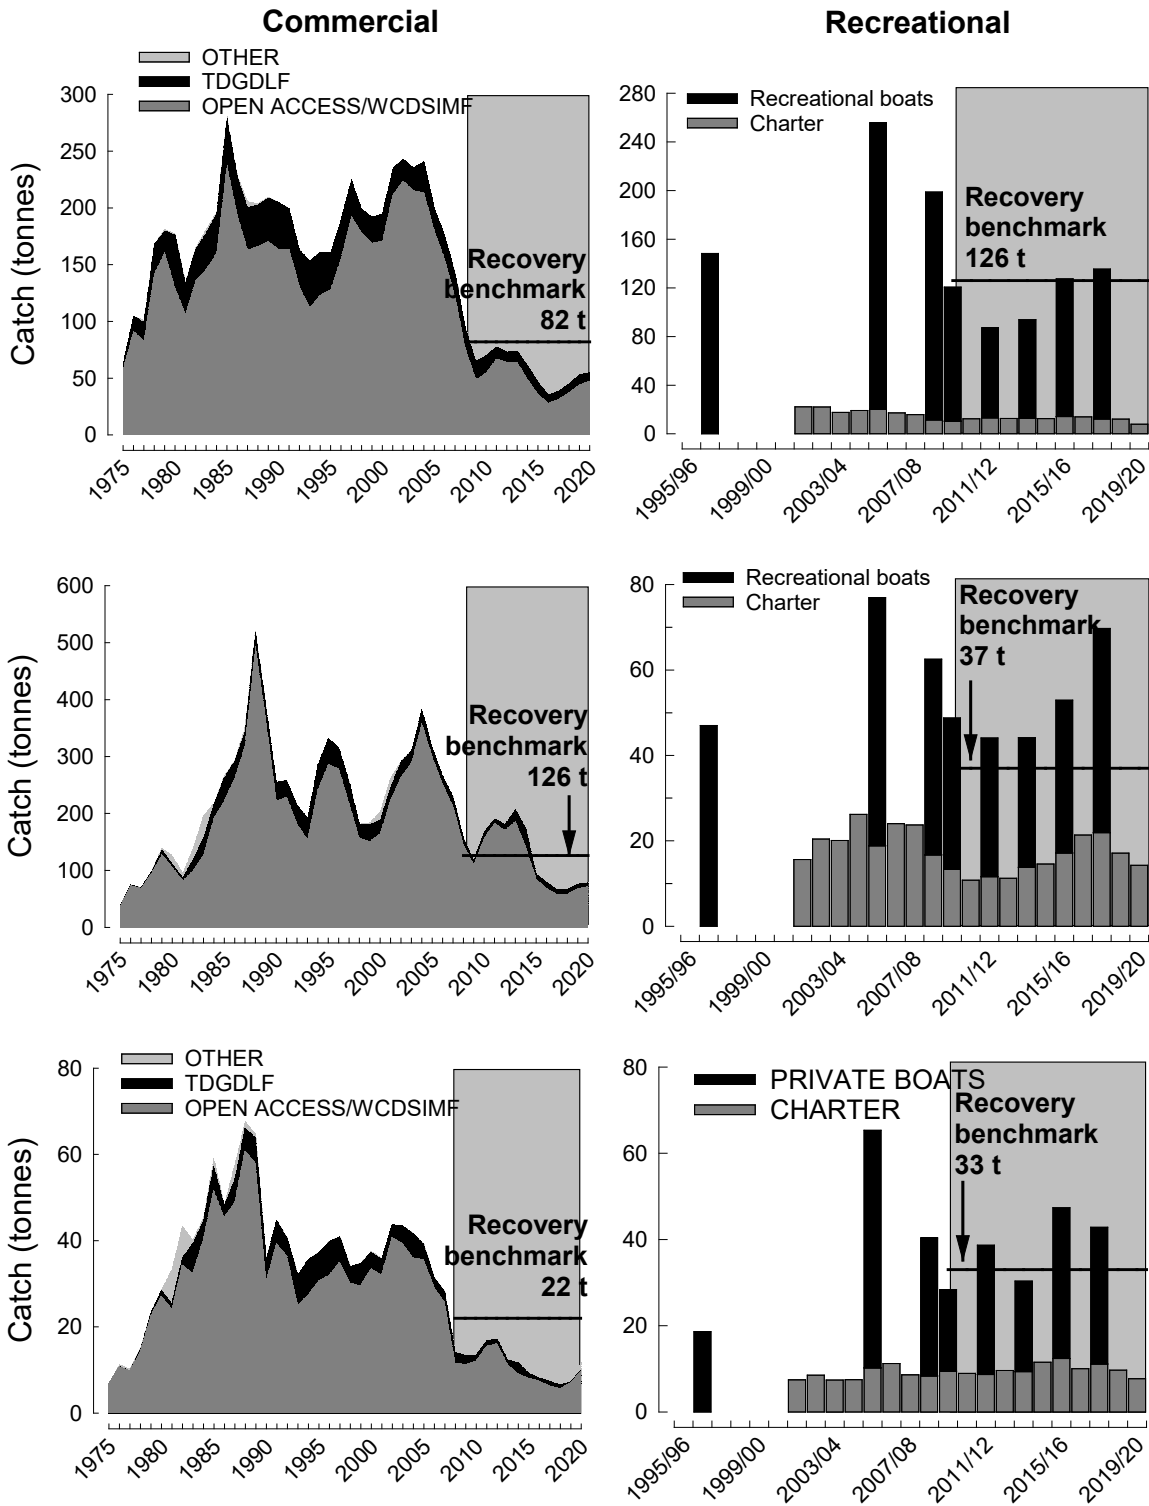 Commercial
Recreational
OTHER
TDGDLF
OPEN ACCESS/WCDSIMF
Catch (tonnes)
300
250
200
150
100
50
0
Recovery
benchmark
82 t
1975
1980
1985
1990
1995
2000
2005
2010
2015
2020
Recreational boats
Charter
280
240
200
160
120
80
40
0
Recovery
benchmark
126 t
1995/96
1999/00
2003/04
2007/08
2011/12
2015/16
2019/20
Catch (tonnes)
600
500
400
300
200
100
0
Recovery
benchmark
126 t
1975
1980
1985
1990
1995
2000
2005
2010
2015
2020
Recreational boats
Charter
80
60
40
20
0
Recovery
benchmark
37 t
1995/96
1999/00
2003/04
2007/08
2011/12
2015/16
2019/20
OTHER
TDGDLF
OPEN ACCESS/WCDSIMF
Catch (tonnes)
80
60
40
20
0
Recovery
benchmark
22 t
1975
1980
1985
1990
1995
2000
2005
2010
2015
2020
PRIVATE BOATS
CHARTER
80
60
40
20
0
Recovery
benchmark
33 t
1995/96
1999/00
2003/04
2007/08
2011/12
2015/16
2019/20